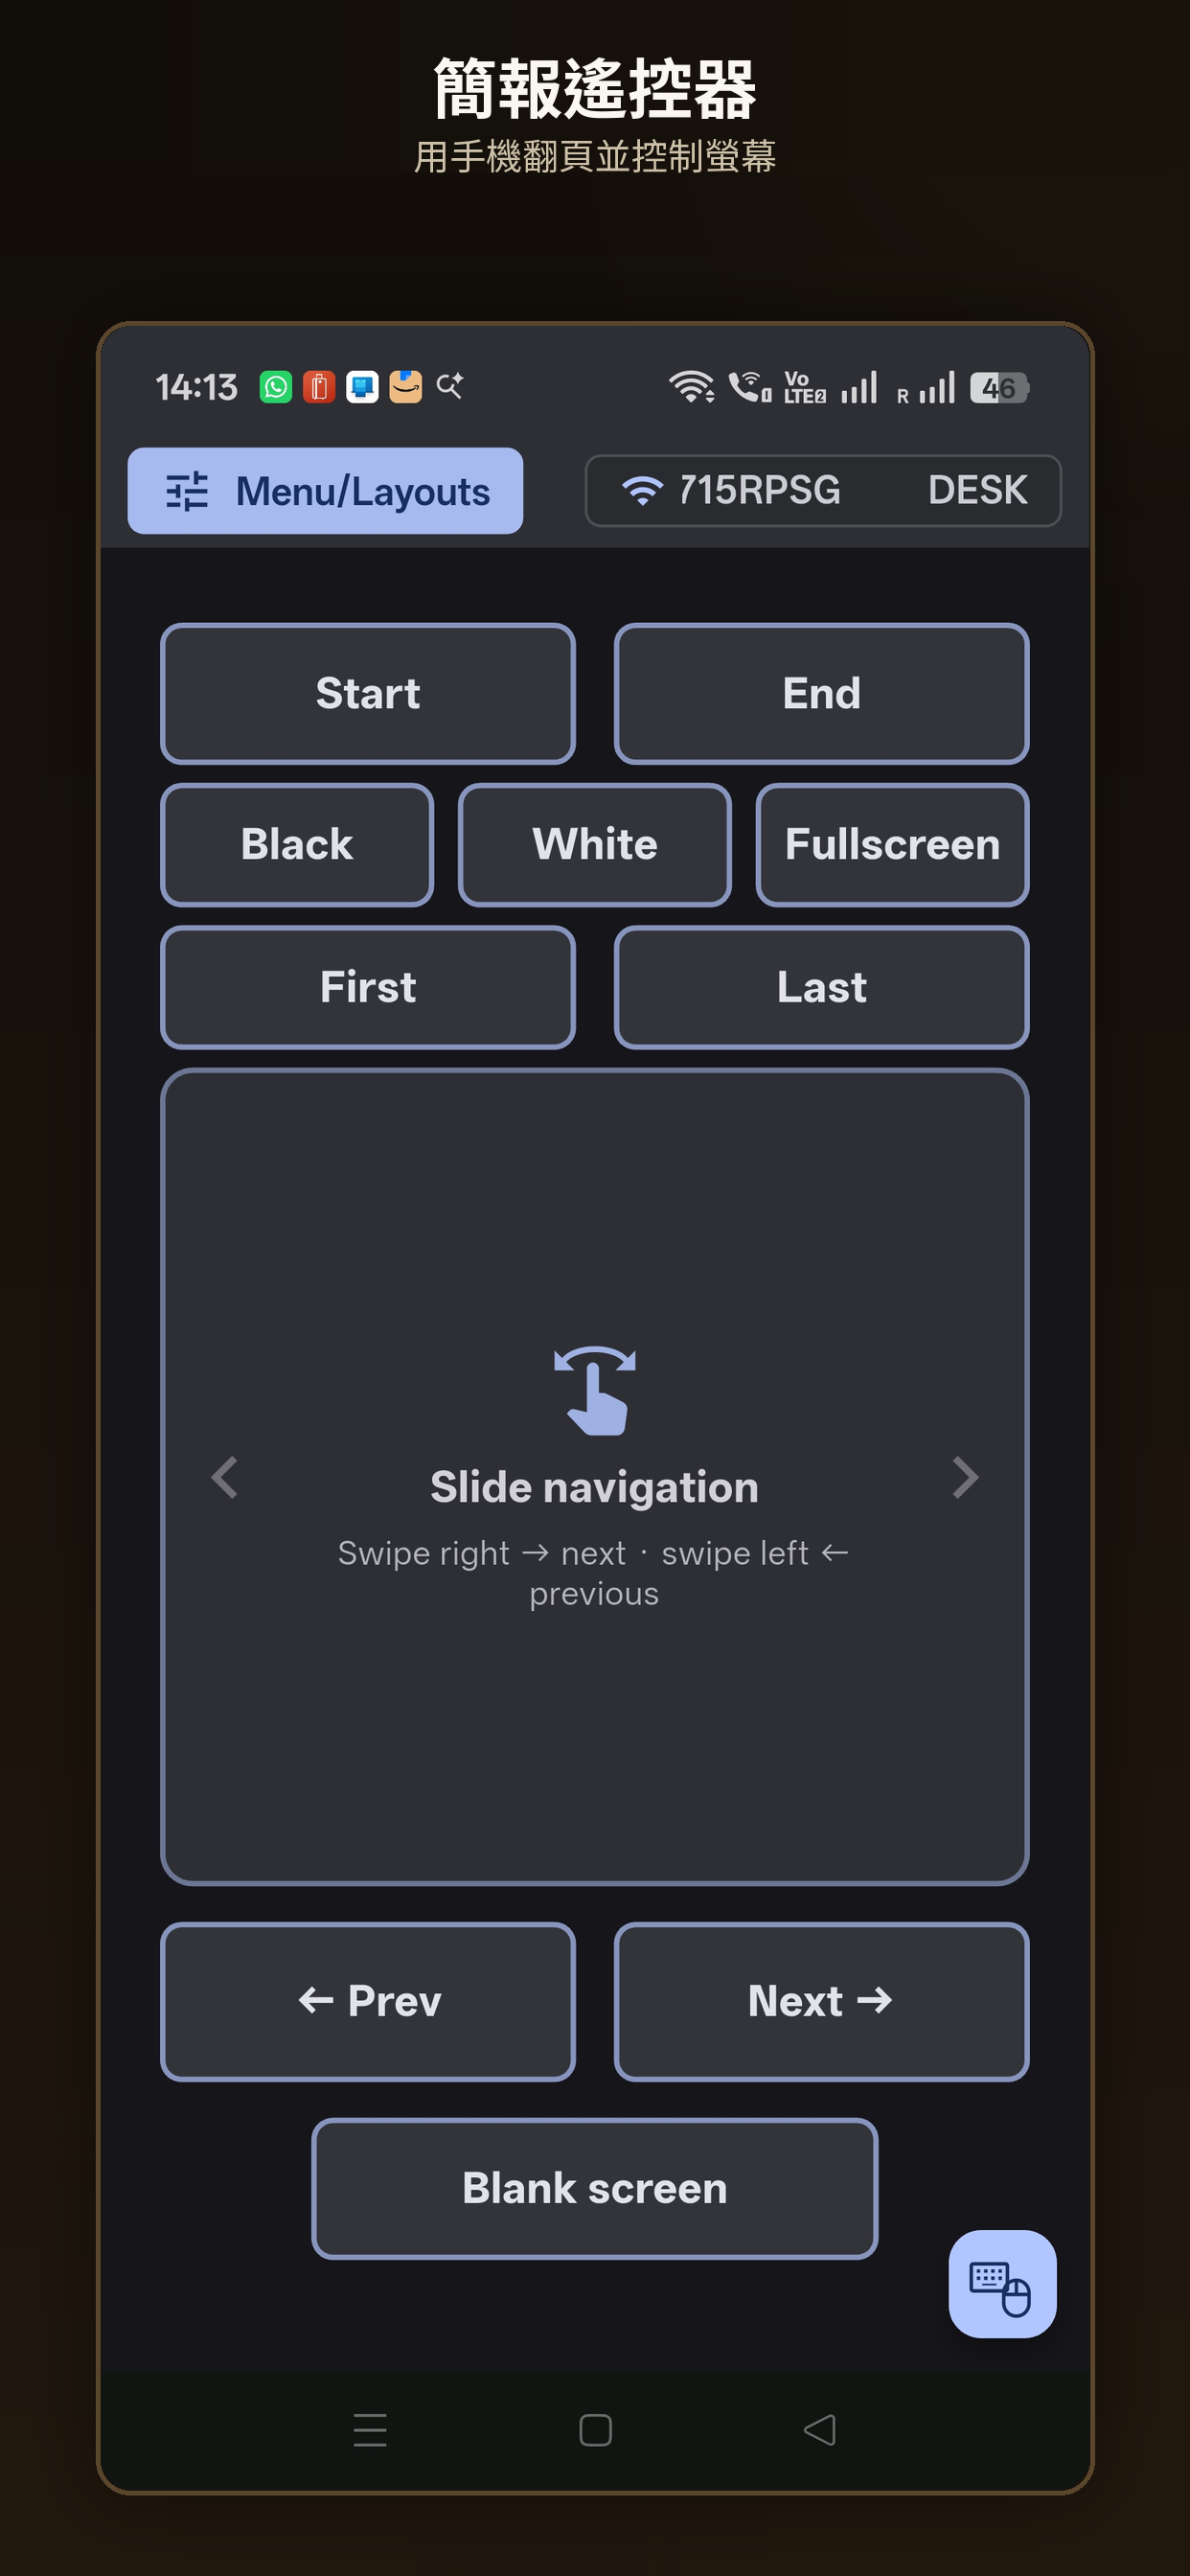 簡報遙控器
用手機翻頁並控制螢幕
14:13
Vo
LTE2
R
46
Menu/Layouts
715RPSG DESK
Start
End
Black
White
Fullscreen
First
Last
Slide navigation
Swipe right → next · swipe left ←
previous
← Prev
Next →
Blank screen